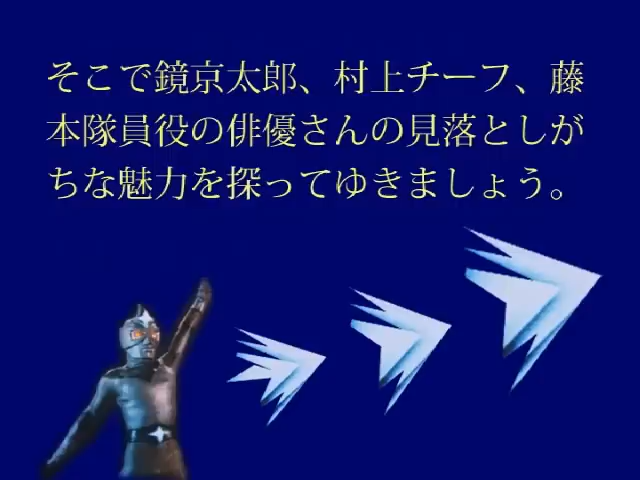 そこで鏡京太郎、村上チーフ、藤
本隊員役の俳優さんの見落としが
ちな魅力を探ってゆきましょう。